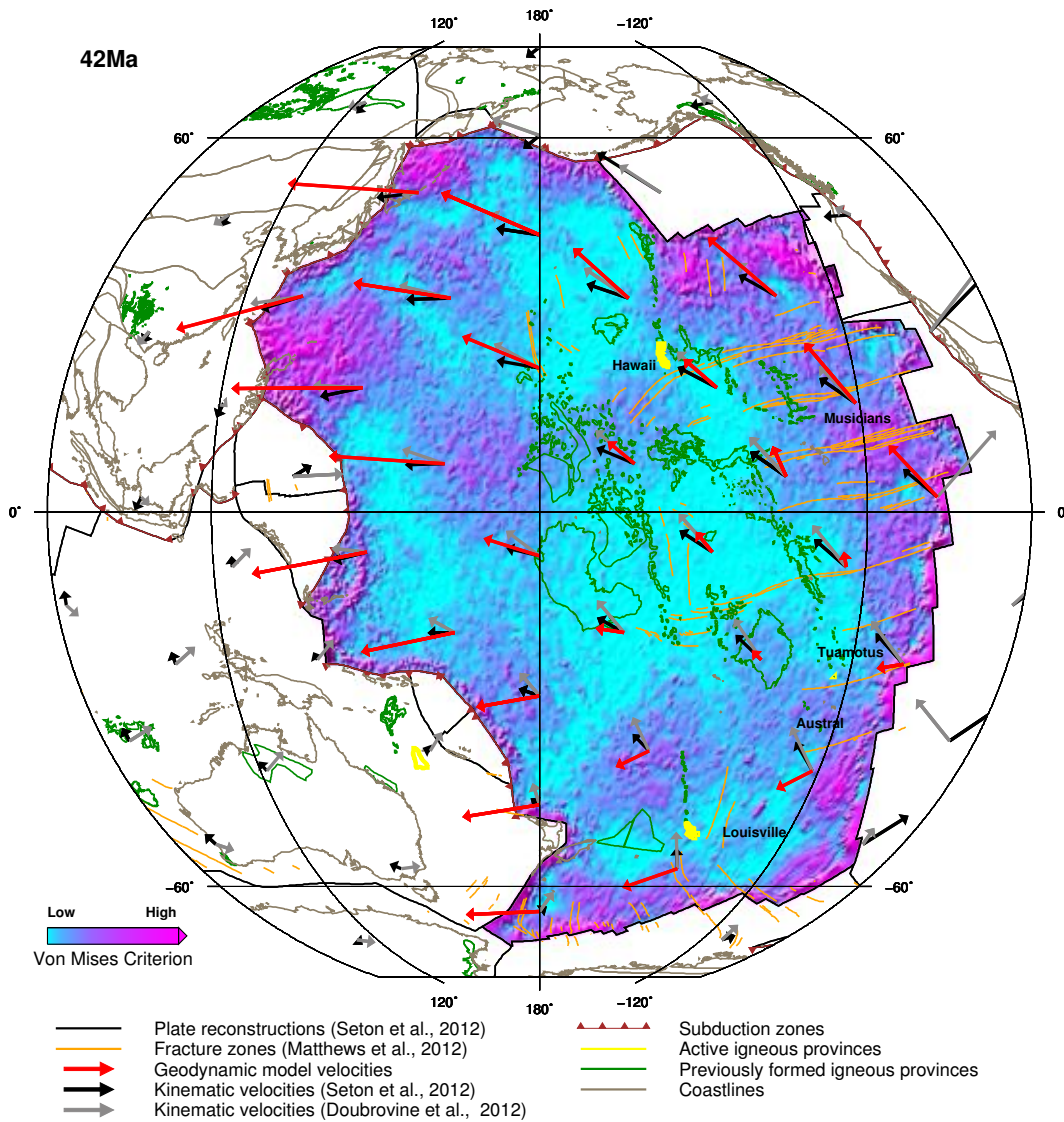 120˚ 180˚ −120˚
42Ma
60˚ 60˚
Hawaii
Musicians
0˚ 0
Tuamotus
Austral
Louisville
−60˚ −60˚
Low High
Von Mises Criterion
120˚ 180˚ −120˚
Plate reconstructions (Seton et al., 2012)
Fracture zones (Matthews et al., 2012)
Geodynamic model velocities
Kinematic velocities (Seton et al., 2012)
Kinematic velocities (Doubrovine et al., 2012)
Subduction zones
Active igneous provinces
Previously formed igneous provinces
Coastlines